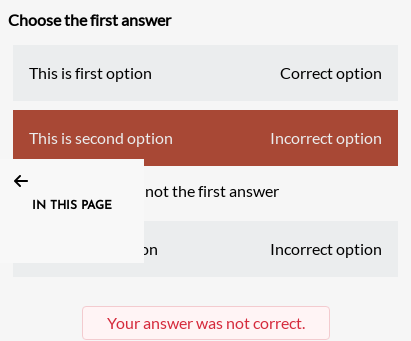 Choose the first answer
This is first option Correct option
This is second option Incorrect option
not the first answer
IN THIS PAGE
on Incorrect option
Your answer was not correct.